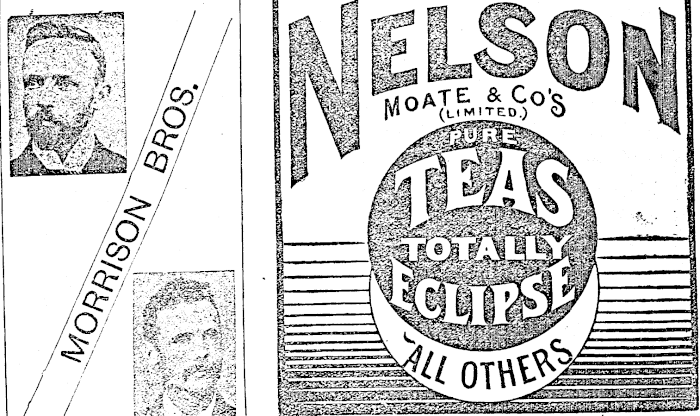 MORRISON BROS.
NELSON
MOATE & CO'S
(LIMITED.)
PURE
TEAS
TOTALLY
ECLIPSE
ALL OTHERS